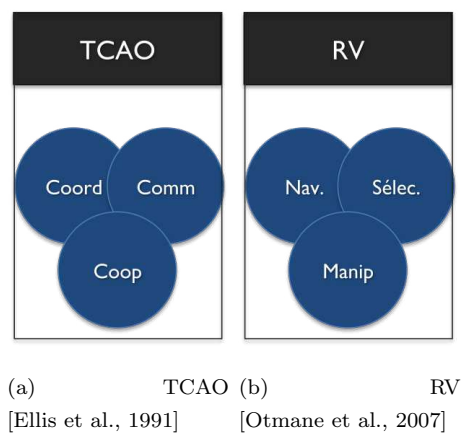 TCAO
RV
Coord
Comm
Nav.
Sélec.
Coop
Manip
(a) TCAO
[Ellis et al., 1991]
(b) RV
[Otmane et al., 2007]